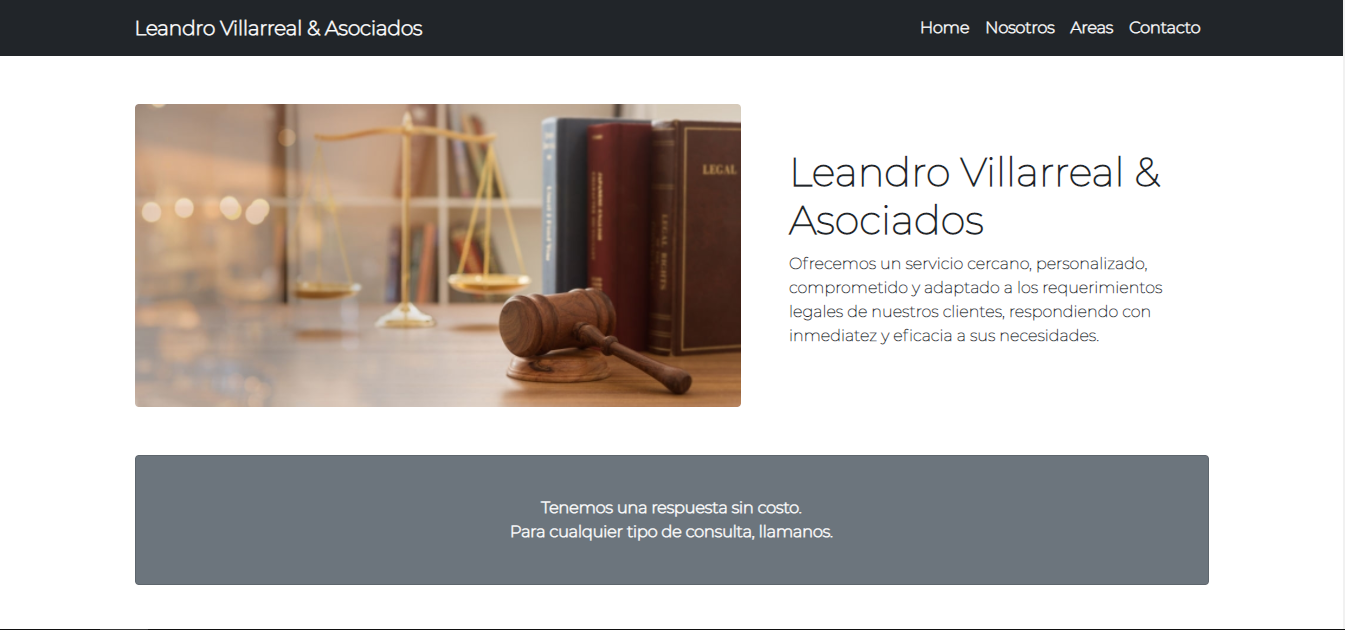 Leandro Villarreal & Asociados
Home Nosotros Areas Contacto
LEGAL
Leandro Villarreal &
Asociados
Ofrecemos un servicio cercano, personalizado,
comprometido y adaptado a los requerimientos
legales de nuestros clientes, respondiendo con
inmediatez y eficacia a sus necesidades.
Tenemos una respuesta sin costo.
Para cualquier tipo de consulta, llamanos.